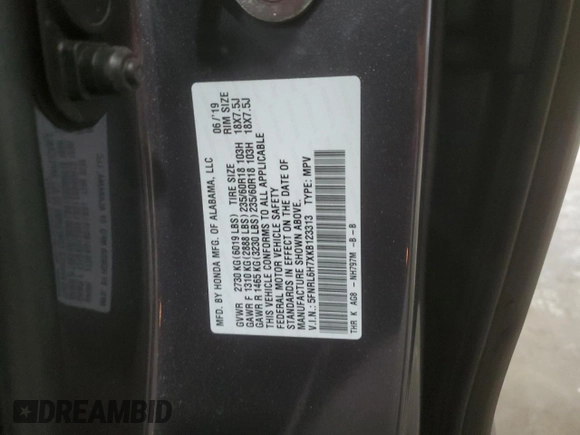 MFD. BY HONDA MFG. OF ALABAMA, LLC 06/'19
GVWR 2730 KG (6019 LBS) TIRE SIZE RIM SIZE
GAWR F 1310 KG (2888 LBS) 235/60R18 103H 18X7.5J
GAWR R 1465 KG (3230 LBS) 235/60R18 103H 18X7.5J
THIS VEHICLE CONFORMS TO ALL APPLICABLE
FEDERAL MOTOR VEHICLE SAFETY
STANDARDS IN EFFECT ON THE DATE OF
MANUFACTURE SHOWN ABOVE.
V.I.N.: 5FNRL6H7XKB123313 TYPE: MPV
THR K AG8 - NH797M -B-B
DREAMBID